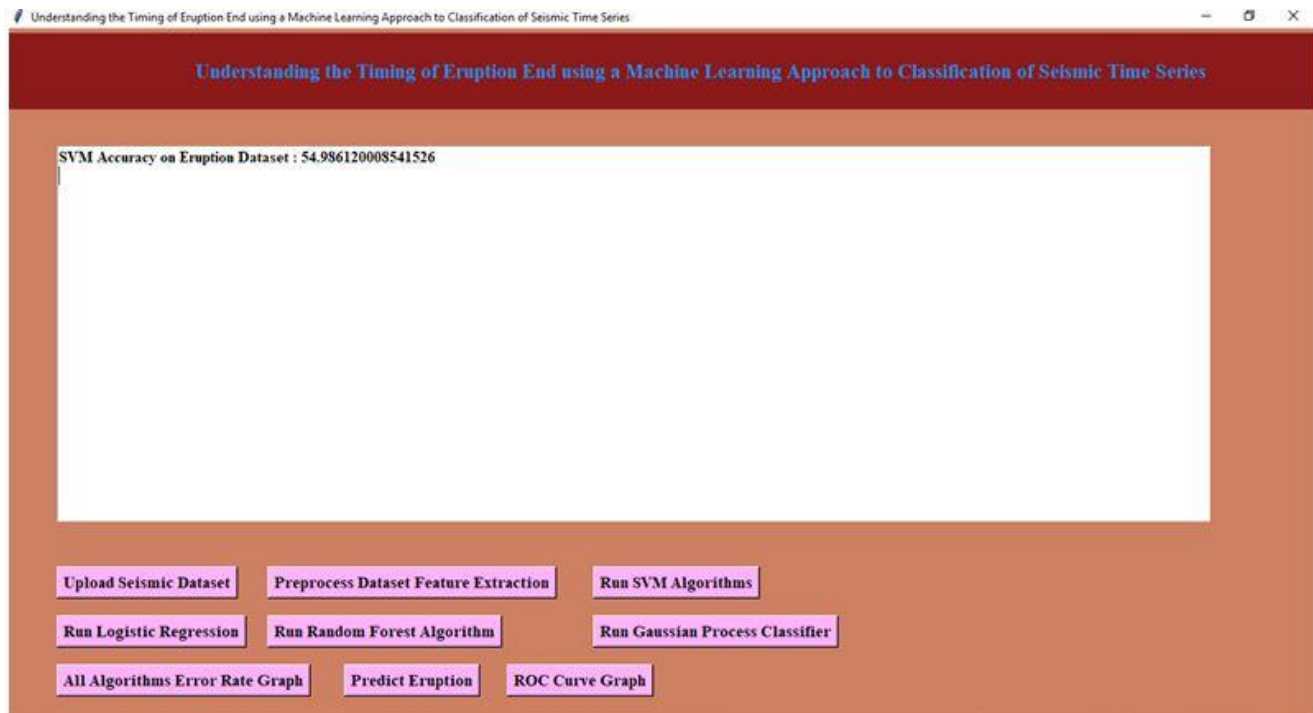 Understanding the Timing of Eruption End using a Machine Learning Approach to Classification of Seismic Time Series
Understanding the Timing of Eruption End using a Machine Learning Approach to Classification of Seismic Time Series
SVM Accuracy on Eruption Dataset : 54.986120008541526
Upload Seismic Dataset Preprocess Dataset Feature Extraction Run SVM Algorithms
Run Logistic Regression Run Random Forest Algorithm Run Gaussian Process Classifier
All Algorithms Error Rate Graph Predict Eruption ROC Curve Graph